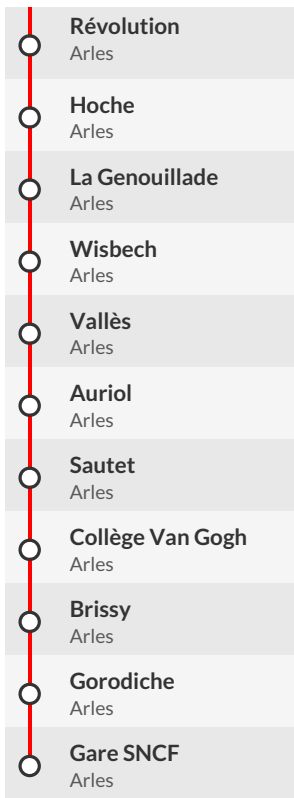 Révolution
Arles
Hoche
Arles
La Genouillade
Arles
Wisbech
Arles
Vallès
Arles
Auriol
Arles
Sautet
Arles
Collège Van Gogh
Arles
Brissy
Arles
Gorodiche
Arles
Gare SNCF
Arles